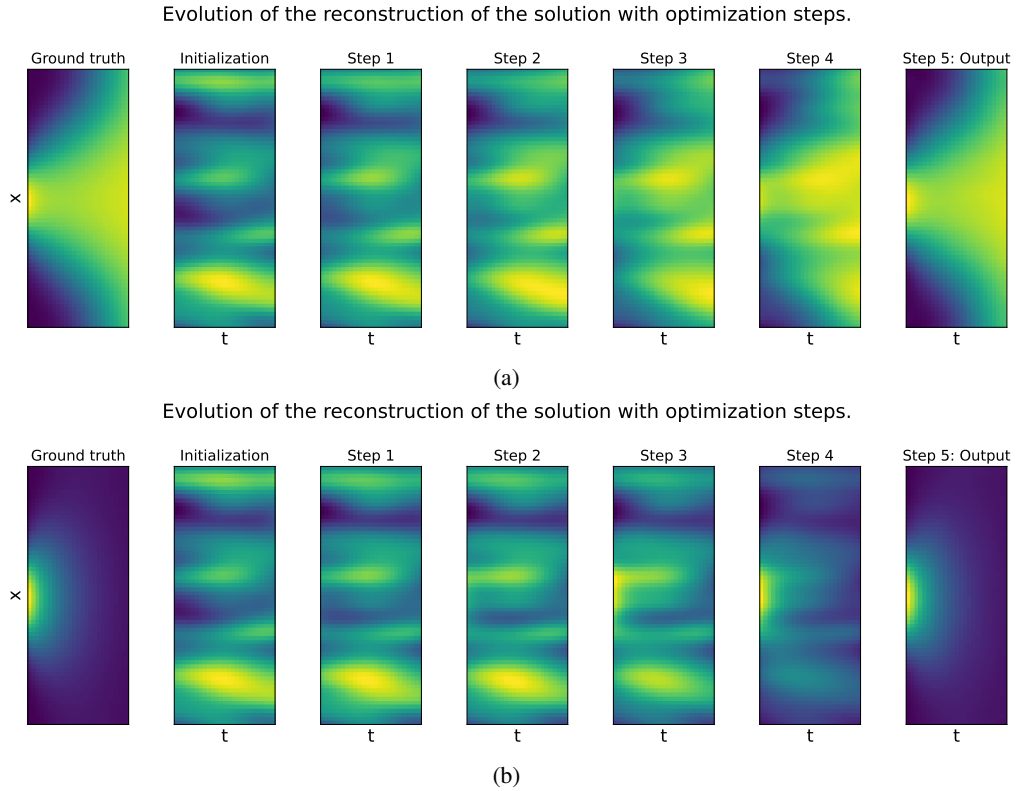 Evolution of the reconstruction of the solution with optimization steps.
Ground truth Initialization Step 1 Step 2 Step 3 Step 4 Step 5: Output
x
t t t t t t
(a)
Evolution of the reconstruction of the solution with optimization steps.
Ground truth Initialization Step 1 Step 2 Step 3 Step 4 Step 5: Output
x
t t t t t t
(b)